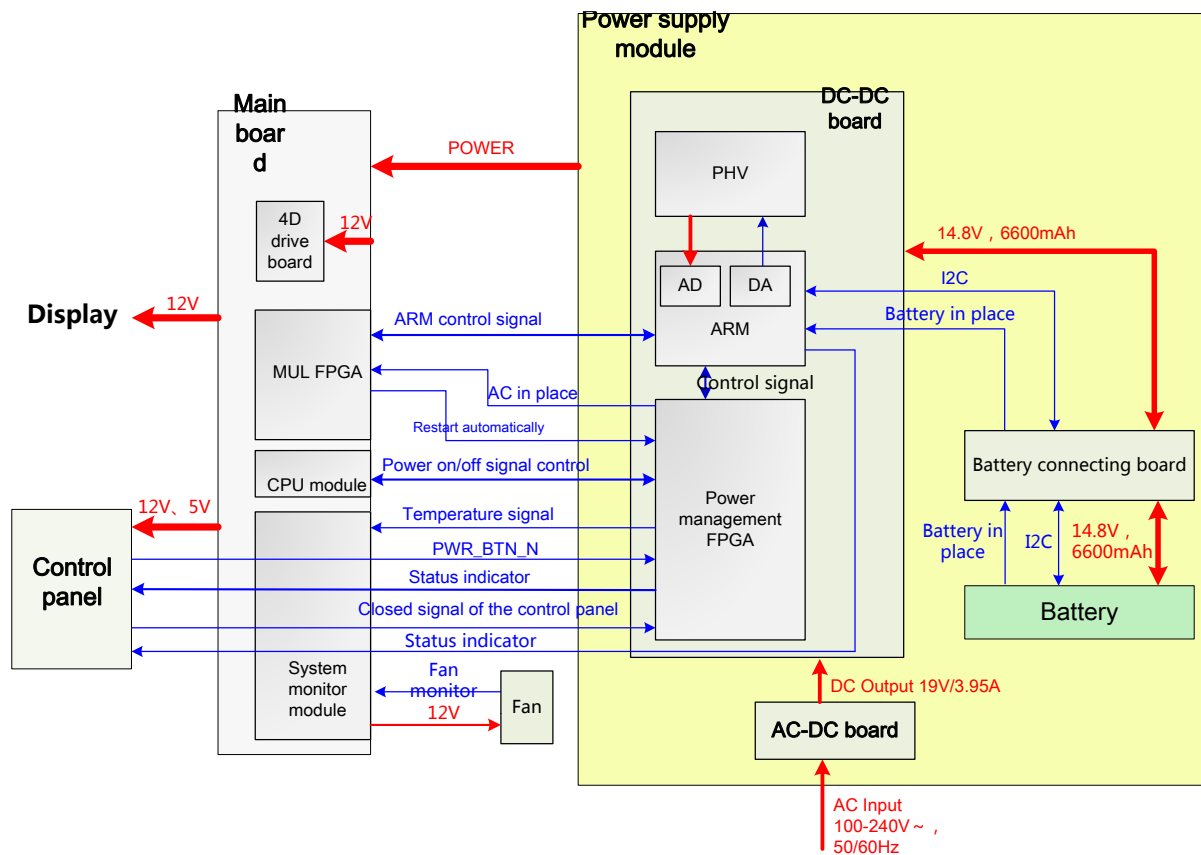 Power supply
module
DC-DC
board
Main
boar
d
POWER
PHV
4D
drive
board
12V
14.8V，6600mAh
AD
DA
ARM
I2C
Display
12V
ARM control signal
Battery in place
MUL FPGA
Control signal
AC in place
Restart automatically
CPU module
Power on/off signal control
Battery connecting board
12V、5V
Temperature signal
Power
management
FPGA
Battery in
place
I2C
14.8V，
6600mAh
PWR_BTN_N
Control
panel
Status indicator
Closed signal of the control panel
Battery
Status indicator
System
monitor
module
Fan
monitor
12V
Fan
DC Output 19V/3.95A
AC-DC board
AC Input
100-240V～，
50/60Hz